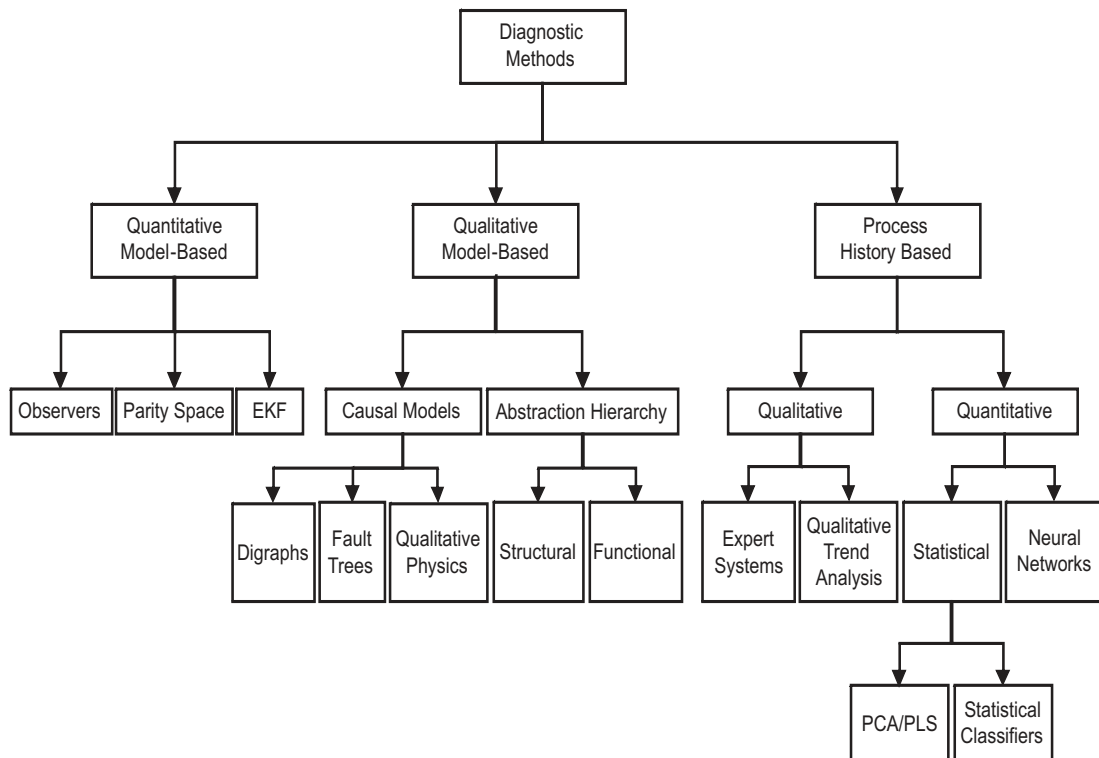 Diagnostic
Methods
Quantitative
Model-Based
Qualitative
Model-Based
Process
History Based
Observers
Parity Space
EKF
Causal Models
Abstraction Hierarchy
Qualitative
Quantitative
Digraphs
Fault
Trees
Qualitative
Physics
Structural
Functional
Expert
Systems
Qualitative
Trend
Analysis
Statistical
Neural
Networks
PCA/PLS
Statistical
Classifiers